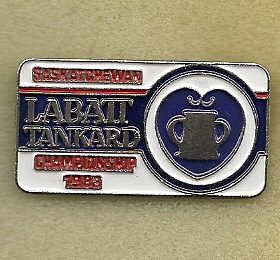 SASKATCHEWAN
LABATT
TANKARD
CHAMPIONSHIP
1983